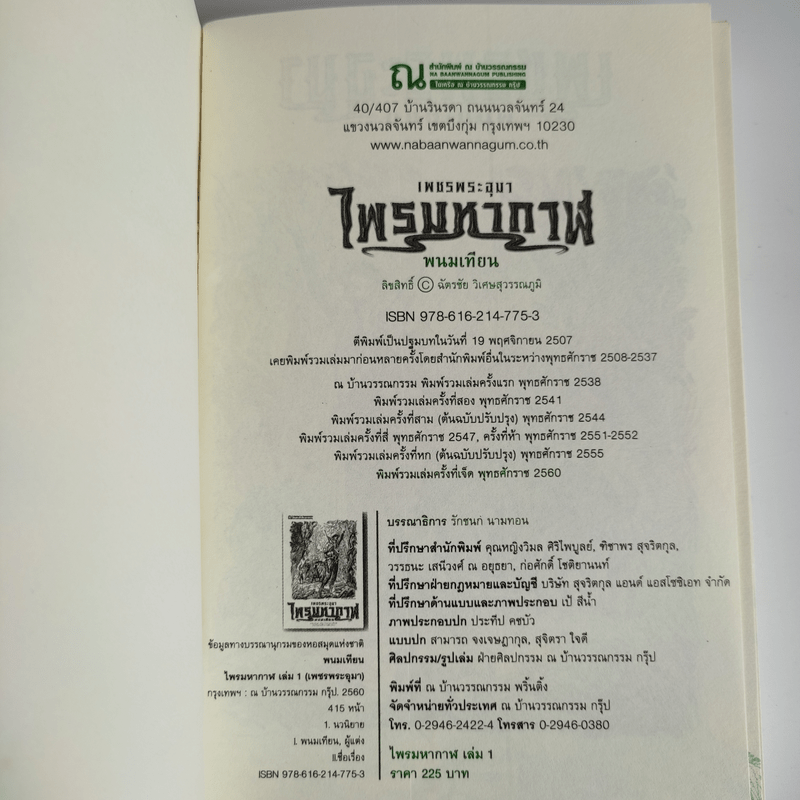 ณ
สำนักพิมพ์ ณ บ้านวรรณกรรม
NA BAANWANNAGUM PUBLISHING
ในเครือ ณ บ้านวรรณกรรม กรุ๊ป
40/407 บ้านรินรดา ถนนนวลจันทร์ 24
แขวงนวลจันทร์ เขตบึงกุ่ม กรุงเทพฯ 10230
www.nabaanwannagum.co.th
เพชรพระอุมา
ไพรมหากาฬ
พนมเทียน
ลิขสิทธิ์ © ฉัตรชัย วิเศษสุวรรณภูมิ
ISBN 978-616-214-775-3
ตีพิมพ์เป็นปฐมบทในวันที่ 19 พฤศจิกายน 2507
เคยพิมพ์รวมเล่มมาก่อนหลายครั้งโดยสำนักพิมพ์อื่นในระหว่างพุทธศักราช 2508-2537
ณ บ้านวรรณกรรม พิมพ์รวมเล่มครั้งแรก พุทธศักราช 2538
พิมพ์รวมเล่มครั้งที่สอง พุทธศักราช 2541
พิมพ์รวมเล่มครั้งที่สาม (ต้นฉบับปรับปรุง) พุทธศักราช 2544
พิมพ์รวมเล่มครั้งที่สี่ พุทธศักราช 2547, ครั้งที่ห้า พุทธศักราช 2551-2552
พิมพ์รวมเล่มครั้งที่หก (ต้นฉบับปรับปรุง) พุทธศักราช 2555
พิมพ์รวมเล่มครั้งที่เจ็ด พุทธศักราช 2560
เพชรพระอุมา
ไพรมหากาฬ
ข้อมูลทางบรรณานุกรมของหอสมุดแห่งชาติ
พนมเทียน
ไพรมหากาฬ เล่ม 1 (เพชรพระอุมา)
กรุงเทพฯ : ณ บ้านวรรณกรรม กรุ๊ป. 2560
415 หน้า
1. นวนิยาย
I. พนมเทียน, ผู้แต่ง
II.ชื่อเรื่อง
ISBN 978-616-214-775-3
บรรณาธิการ รักชนก นามทอน
ที่ปรึกษาสำนักพิมพ์ คุณหญิงวิมล ศิริไพบูลย์, ทิชาพร สุจริตกุล,
วรรธนะ เสนีวงศ์ ณ อยุธยา, ก่อศักดิ์ โชติยานนท์
ที่ปรึกษาฝ่ายกฎหมายและบัญชี บริษัท สุจริตกุล แอนด์ แอสโซซิเอท จำกัด
ที่ปรึกษาด้านแบบและภาพประกอบ เป้ สีน้ำ
ภาพประกอบปก ประทีป คชบัว
แบบปก สามารถ จงเจษฎากุล, สุจิตรา ใจดี
ศิลปกรรม/รูปเล่ม ฝ่ายศิลปกรรม ณ บ้านวรรณกรรม กรุ๊ป
พิมพ์ที่ ณ บ้านวรรณกรรม พริ้นติ้ง
จัดจำหน่ายทั่วประเทศ ณ บ้านวรรณกรรม กรุ๊ป
โทร. 0-2946-2422-4 โทรสาร 0-2946-0380
ไพรมหากาฬ เล่ม 1
ราคา 225 บาท